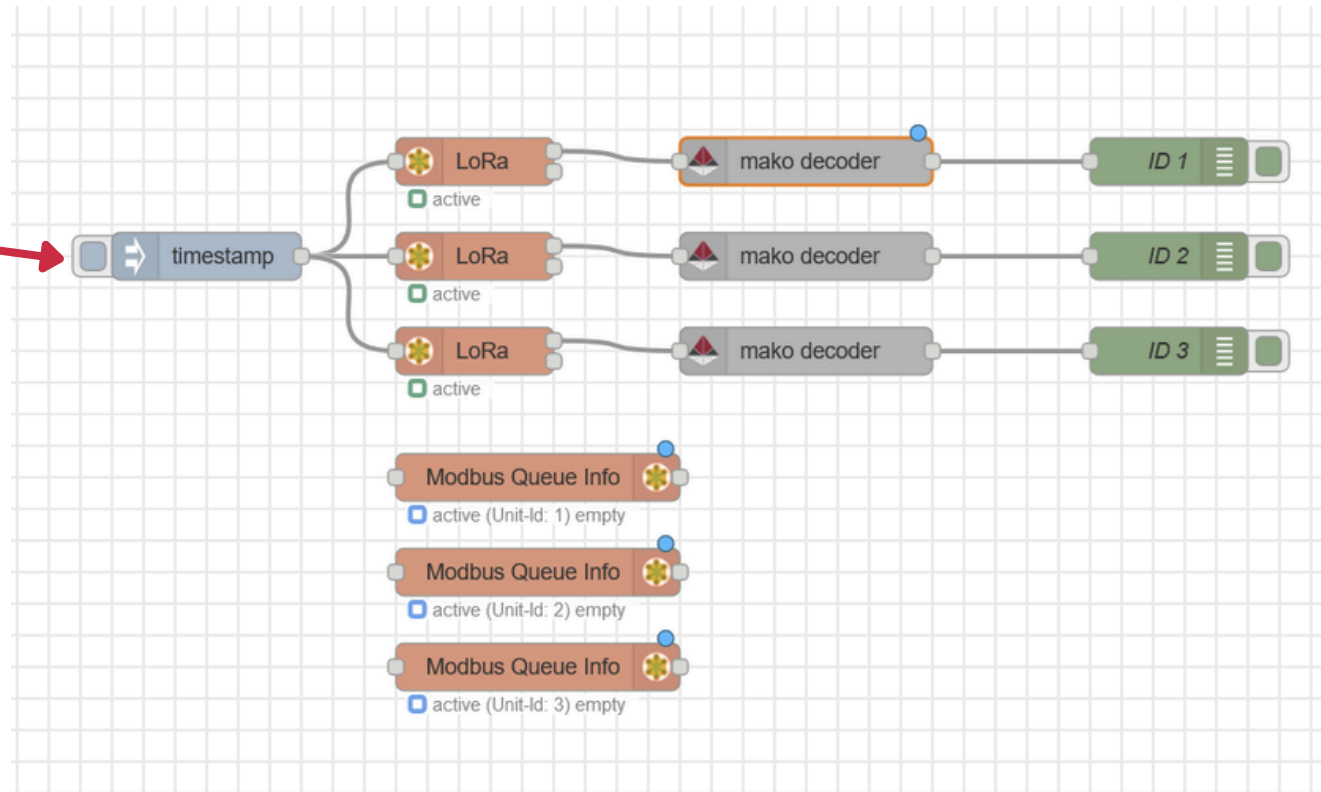 LoRa
mako decoder
ID 1
active
timestamp
LoRa
mako decoder
ID 2
active
LoRa
mako decoder
ID 3
active
Modbus Queue Info
active (Unit-Id: 1) empty
Modbus Queue Info
active (Unit-Id: 2) empty
Modbus Queue Info
active (Unit-Id: 3) empty